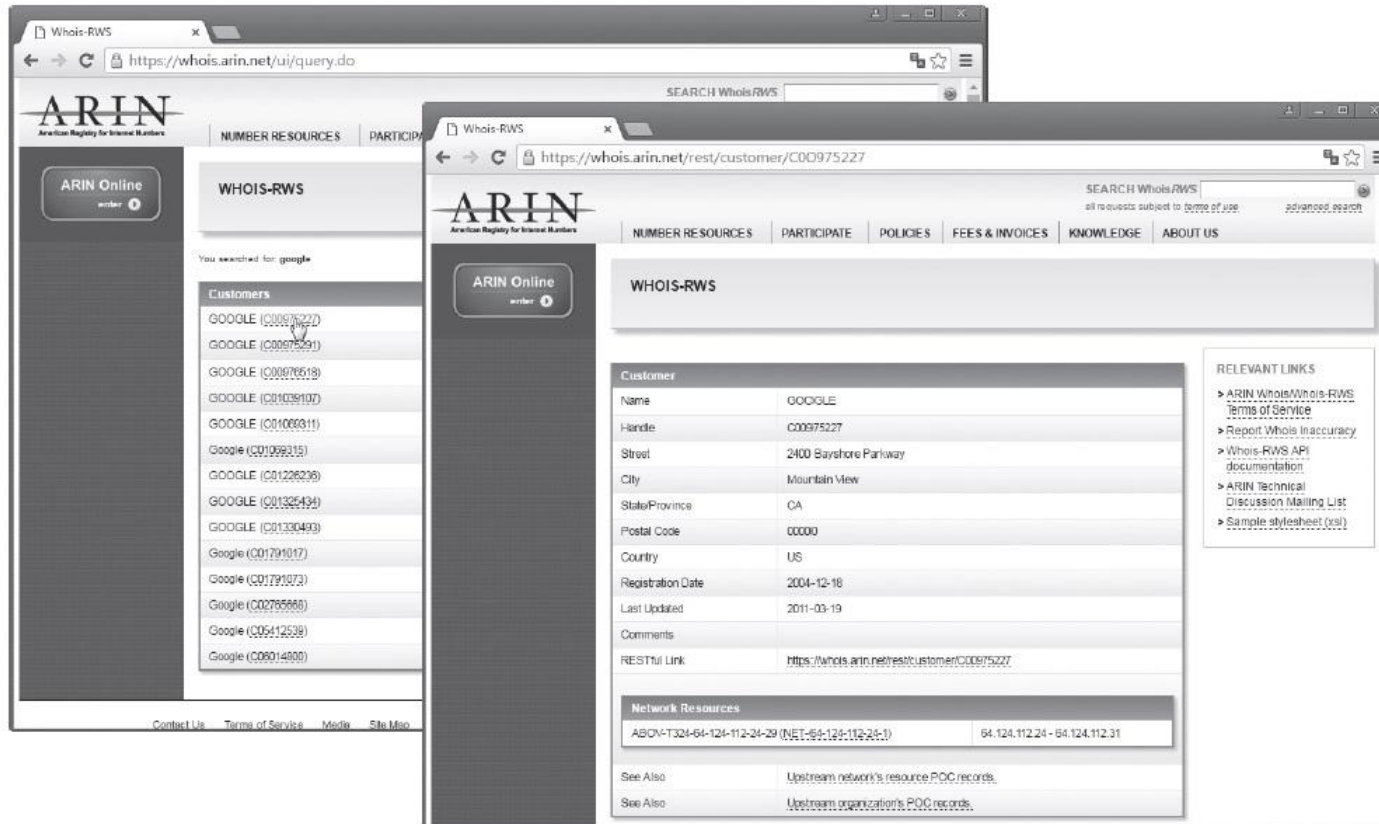 Whois-RWS
https://whois.arin.net/ui/query.do
SEARCH WhoisRWS
ARIN
American Registry for Internet Numbers
NUMBER RESOURCES
ARIN Online
enter
WHOIS-RWS
You searched for: google
Customers
GOOGLE (C00975227)
GOOGLE (C00975291)
GOOGLE (C00976518)
GOOGLE (C01039107)
GOOGLE (C01069311)
Google (C01069315)
GOOGLE (C01226236)
GOOGLE (C01325434)
GOOGLE (C01330493)
Google (C01791017)
Google (C01791073)
Google (C02765668)
Google (C05412539)
Google (C06014800)
Contact Us Terms of Service Media Site Map
Whois-RWS
https://whois.arin.net/rest/customer/C00975227
SEARCH WhoisRWS
all requests subject to terms of use advanced search
ARIN
American Registry for Internet Numbers
NUMBER RESOURCES PARTICIPATE POLICIES FEES & INVOICES KNOWLEDGE ABOUT US
ARIN Online
enter
WHOIS-RWS
Customer
Name GOOGLE
Handle C00975227
Street 2400 Bayshore Parkway
City Mountain View
State/Province CA
Postal Code 00000
Country US
Registration Date 2004-12-18
Last Updated 2011-03-19
Comments
RESTful Link https://whois.arin.net/rest/customer/C00975227
Network Resources
ABOV-T324-64-124-112-24-29 (NET-64-124-112-24-1) 64.124.112.24 - 64.124.112.31
See Also Upstream network's resource POC records.
See Also Upstream organization's POC records.
RELEVANT LINKS
> ARIN Whois/Whois-RWS
Terms of Service
> Report Whois Inaccuracy
> Whois-RWS API
documentation
> ARIN Technical
Discussion Mailing List
> Sample stylesheet (xsl)